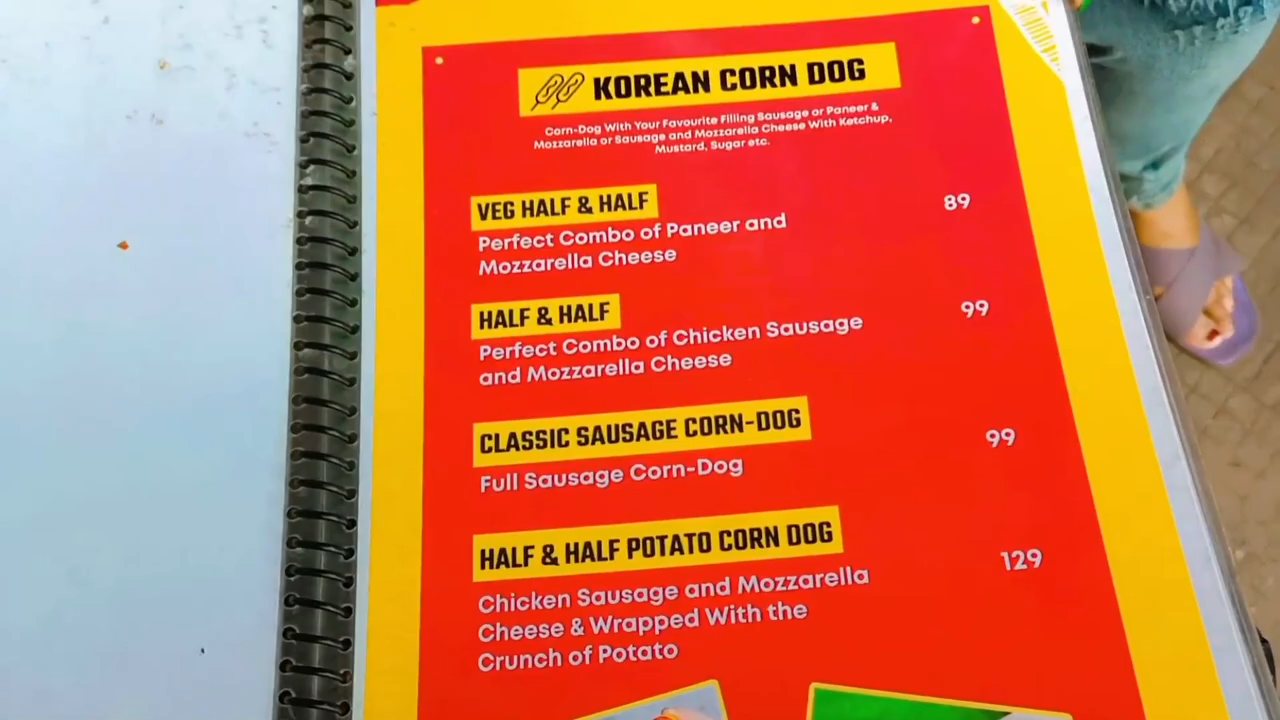 KOREAN CORN DOG
Corn-Dog With Your Favourite Filling Sausage or Paneer &
Mozzarella or Sausage and Mozzarella Cheese With Ketchup,
Mustard, Sugar etc.
VEG HALF & HALF 89
Perfect Combo of Paneer and
Mozzarella Cheese
HALF & HALF 99
Perfect Combo of Chicken Sausage
and Mozzarella Cheese
CLASSIC SAUSAGE CORN-DOG 99
Full Sausage Corn-Dog
HALF & HALF POTATO CORN DOG 129
Chicken Sausage and Mozzarella
Cheese & Wrapped With the
Crunch of Potato